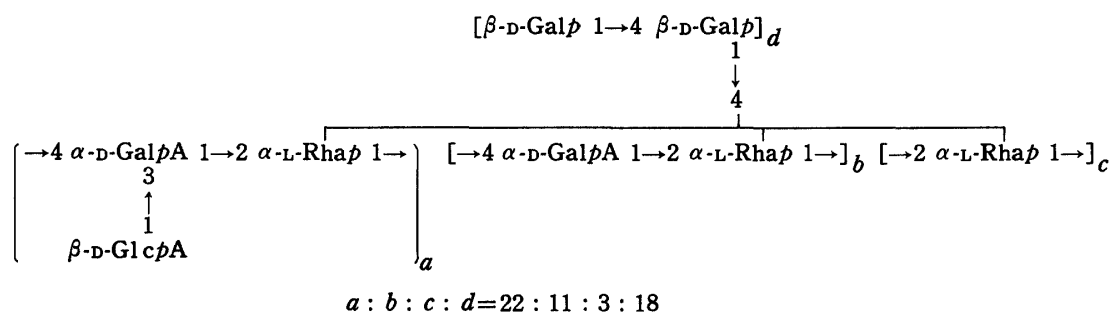 [β-D-Galp 1→4 β-D-Galp]d
1
↓
4
→4 α-D-GalpA 1→2 α-L-Rhap 1→ [→4 α-D-GalpA 1→2 α-L-Rhap 1→]b [→2 α-L-Rhap 1→]c
3
↑
1
β-D-GlcpA
a
a : b : c : d=22 : 11 : 3 : 18